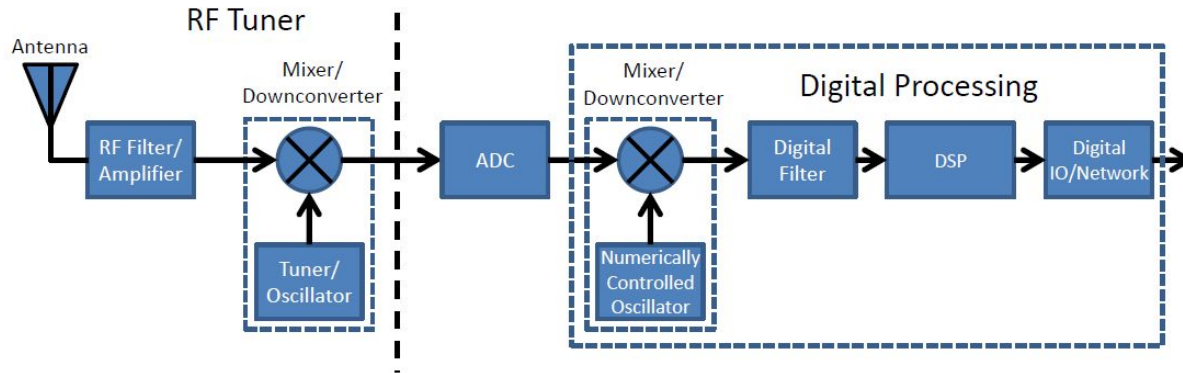 RF Tuner
Antenna
Mixer/
Downconverter
RF Filter/
Amplifier
Tuner/
Oscillator
ADC
Mixer/
Downconverter
Numerically
Controlled
Oscillator
Digital Processing
Digital
Filter
DSP
Digital
IO/Network